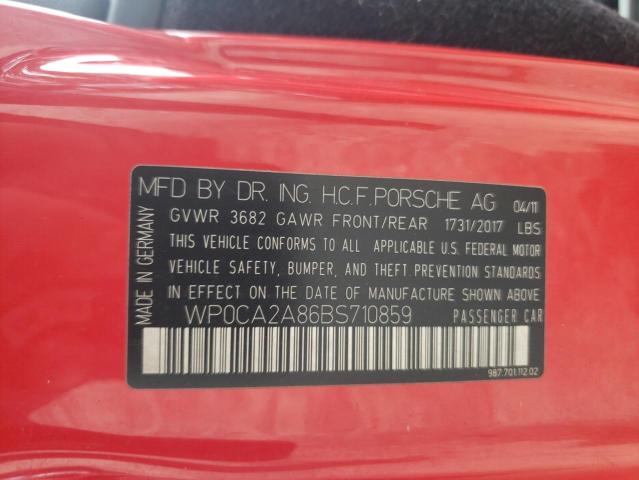 MFD BY DR. ING. H.C.F.PORSCHE AG 04/11
GVWR 3682 GAWR FRONT/REAR 1731/2017 LBS
THIS VEHICLE CONFORMS TO ALL APPLICABLE U.S. FEDERAL MOTOR
VEHICLE SAFETY, BUMPER, AND THEFT PREVENTION STANDARDS
IN EFFECT ON THE DATE OF MANUFACTURE SHOWN ABOVE.
WP0CA2A86BS710859 PASSENGER CAR
987.701.112.02
MADE IN GERMANY